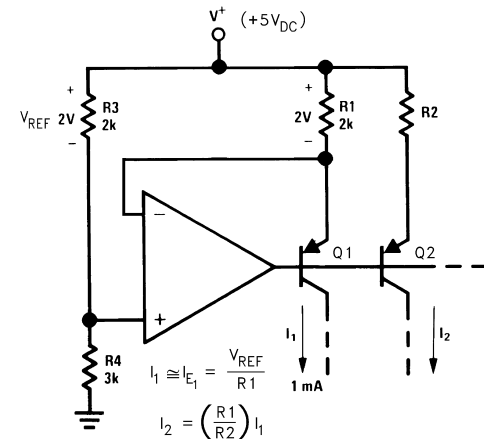 V+ (+5VDC)
+
VREF 2V
R3
2k
−
+
2V
R1
2k
−
R2
−
+
Q1
Q2
R4
3k
I1
1 mA
I2
I1 ≅ IE1 = VREF / R1
I2 = (R1 / R2) I1